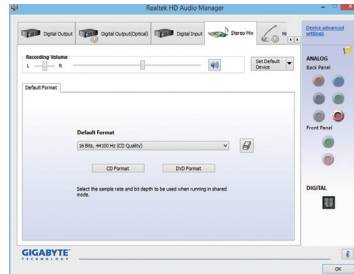 Realtek HD Audio Manager
Digital Output
Digital Output(Optical)
Digital Input
Stereo Mix
Device advanced settings
Recording Volume
L
R
Set Default Device
ANALOG
Back Panel
Default Format
Default Format
16 Bits, 44100 Hz (CD Quality)
CD Format
DVD Format
Select the sample rate and bit depth to be used when running in shared
mode.
Front Panel
DIGITAL
GIGABYTE
TECHNOLOGY
OK